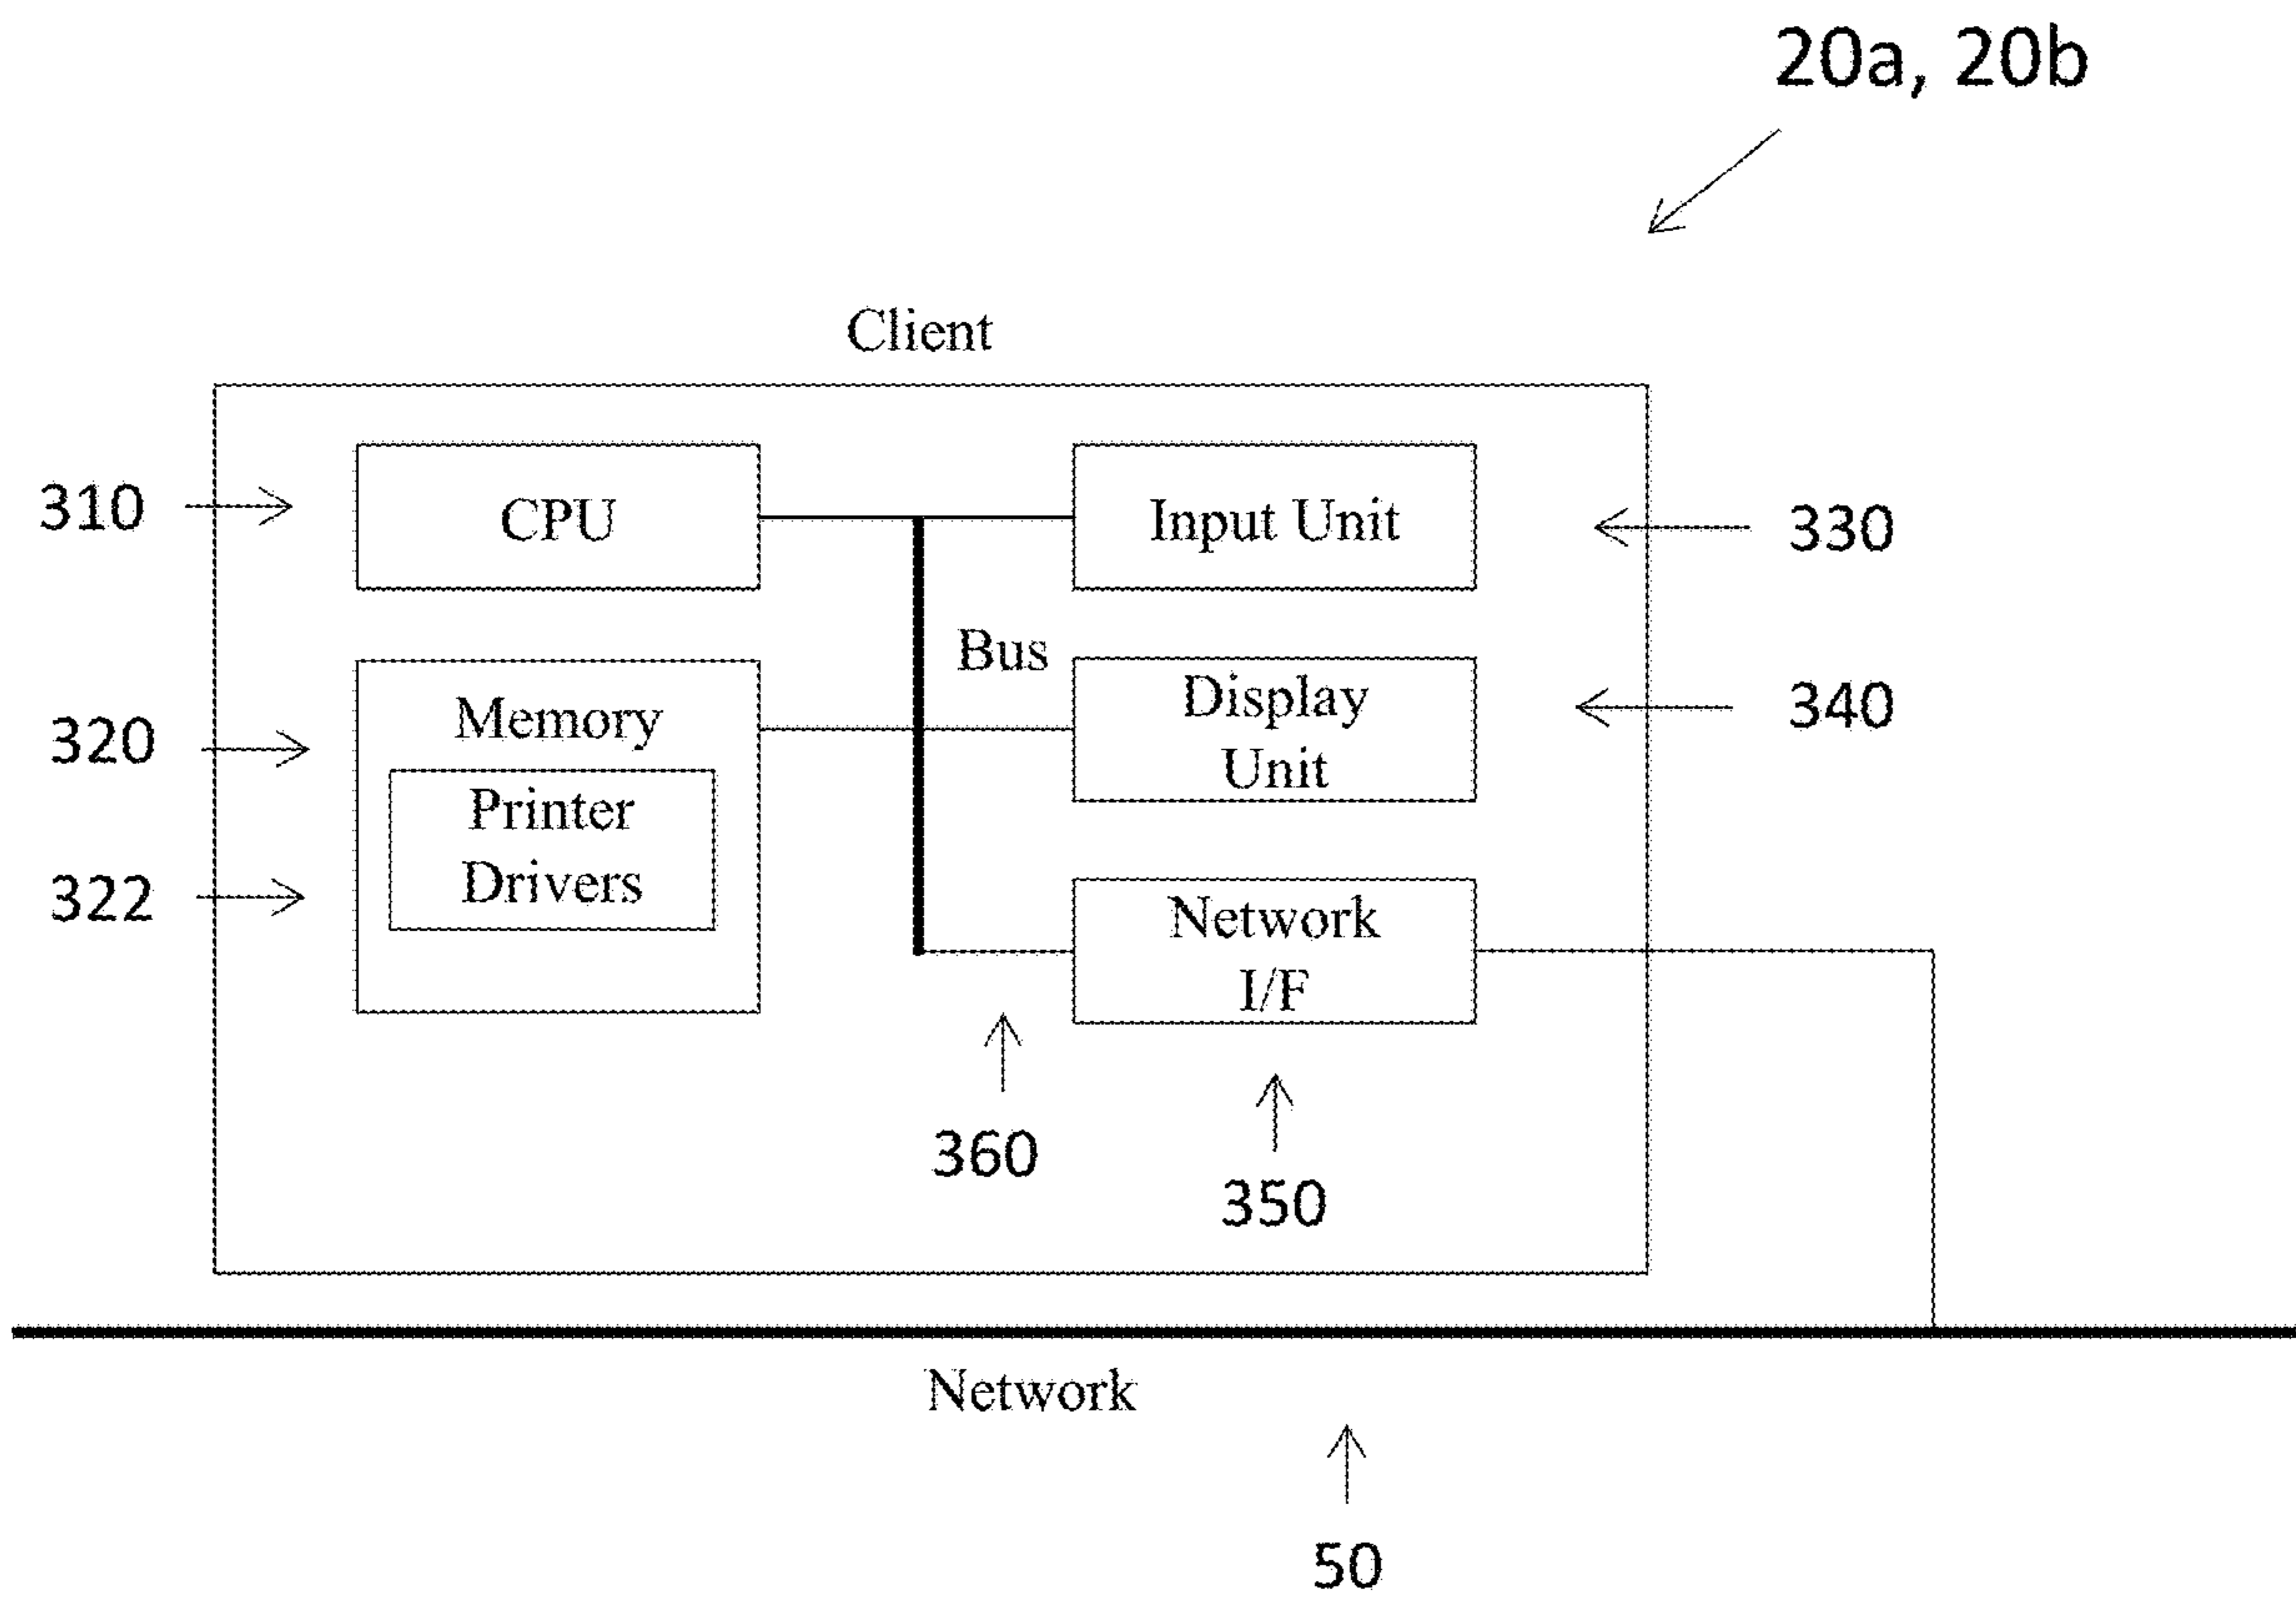 20a, 20b
Client
310
CPU
Input Unit
330
Bus
320
Memory
Display
Unit
340
322
Printer
Drivers
Network
I/F
360
350
Network
50